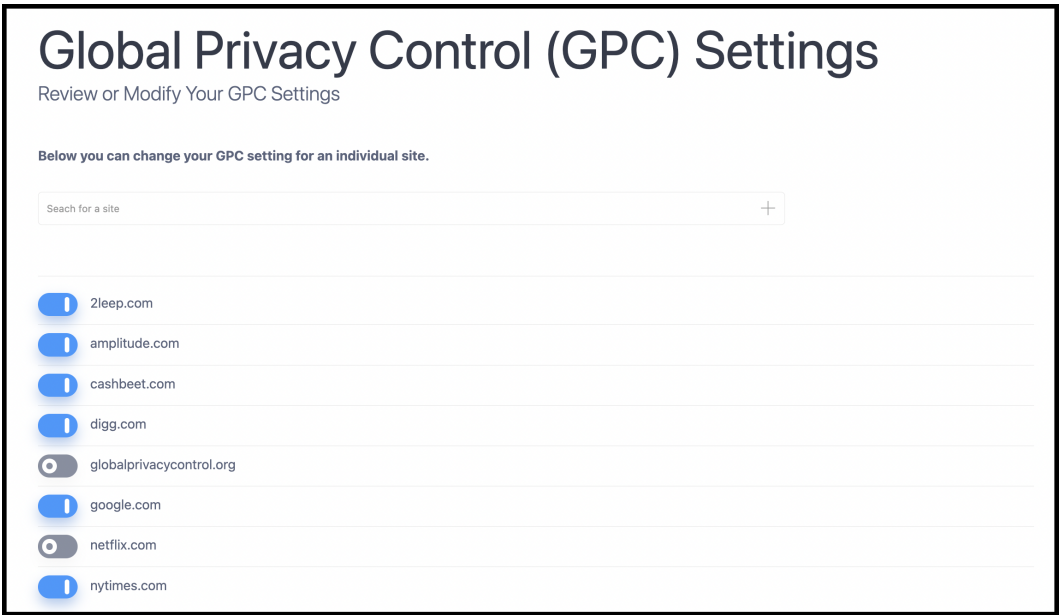 Global Privacy Control (GPC) Settings
Review or Modify Your GPC Settings
Below you can change your GPC setting for an individual site.
Seach for a site
2leep.com
amplitude.com
cashbeet.com
digg.com
globalprivacycontrol.org
google.com
netflix.com
nytimes.com